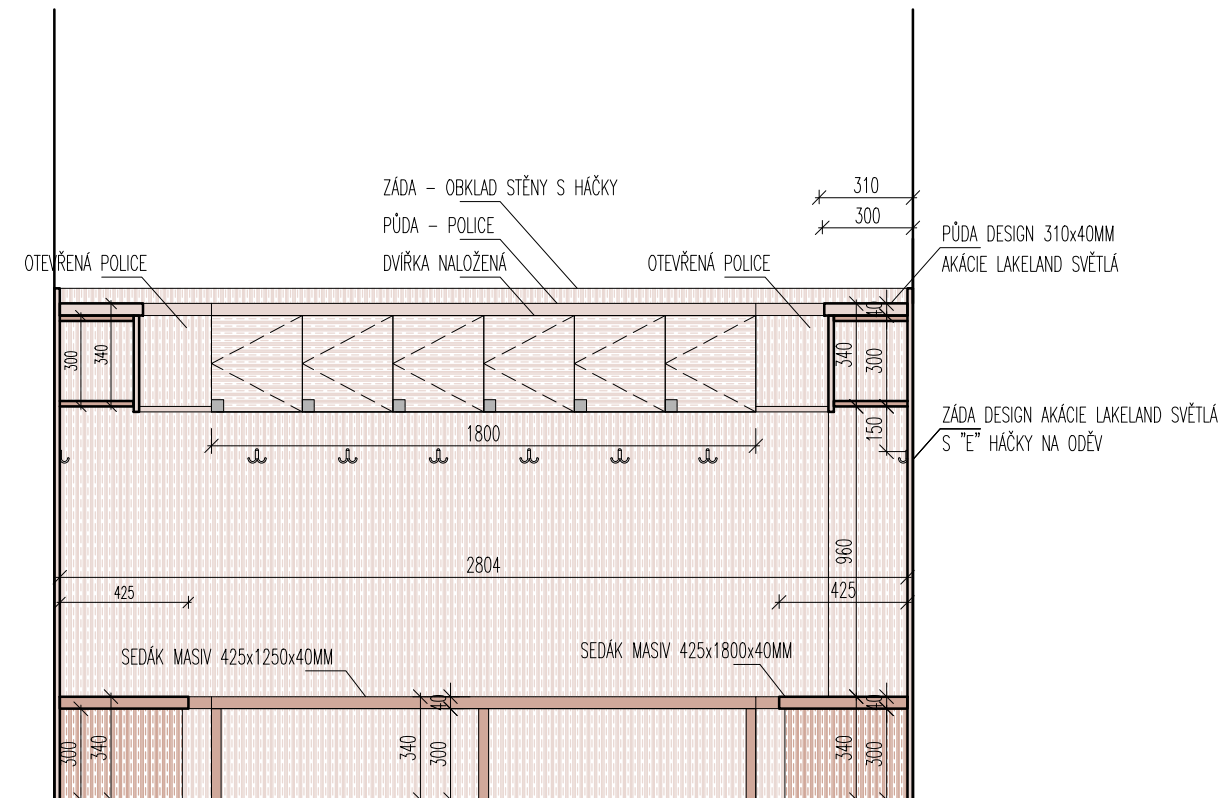 ZÁDA – OBKLAD STĚNY S HÁČKY
310
PŮDA – POLICE
300
PŮDA DESIGN 310x40MM
OTEVŘENÁ POLICE
DVÍŘKA NALOŽENÁ
OTEVŘENÁ POLICE
AKÁCIE LAKELAND SVĚTLÁ
40
300
340
340
300
ZÁDA DESIGN AKÁCIE LAKELAND SVĚTLÁ
1800
150
S "E" HÁČKY NA ODĚV
960
2804
425
425
SEDÁK MASIV 425x1250x40MM
SEDÁK MASIV 425x1800x40MM
40
40
300
340
340
300
340
300